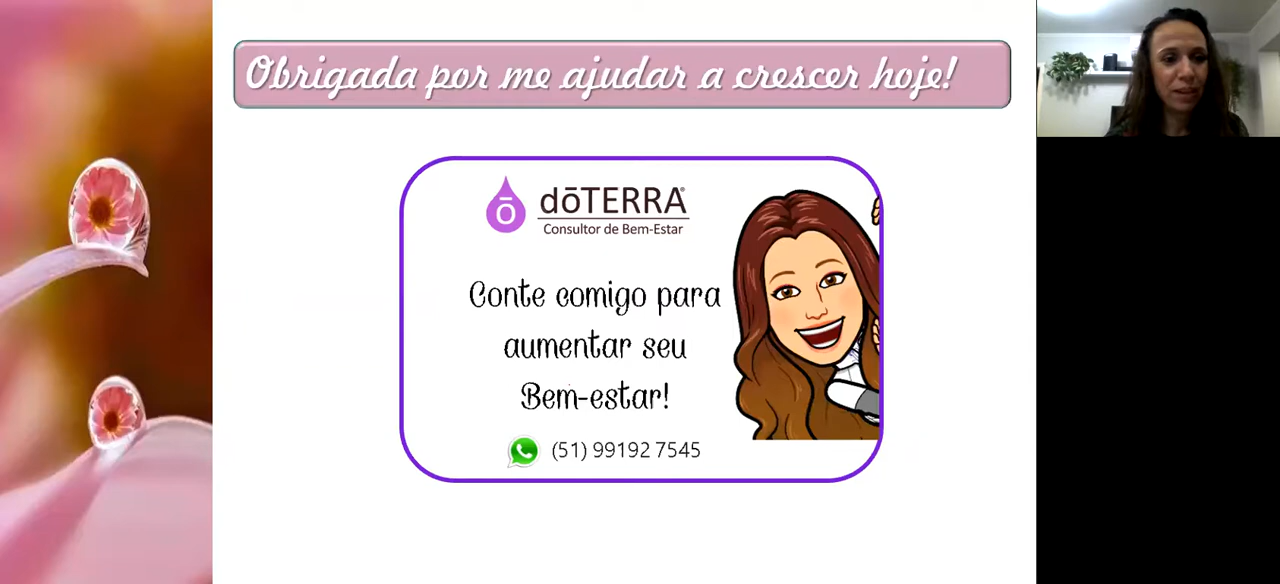 Obrigada por me ajudar a crescer hoje!
ō
dōTERRA®
Consultor de Bem-Estar
Conte comigo para
aumentar seu
Bem-estar!
(51) 99192 7545